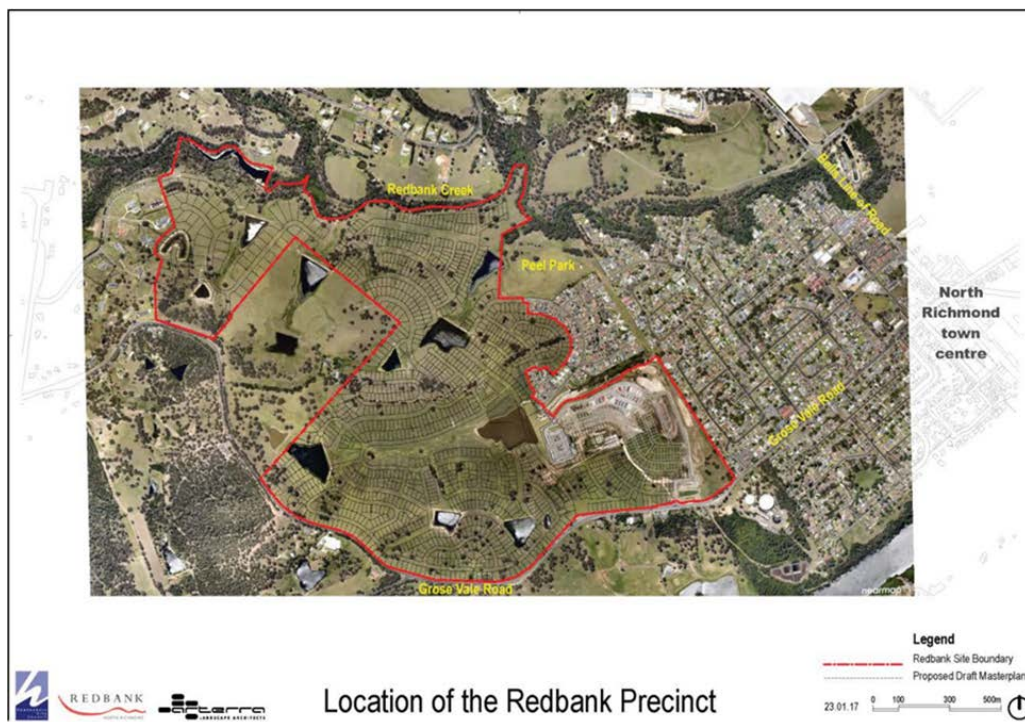 Redbank Creek
Bells Line of Road
Peel Park
North
Richmond
town
centre
Grose Vale Road
Grose Vale Road
nearmap
Legend
Redbank Site Boundary
Proposed Draft Masterplan
REDBANK
arterra
LANDSCAPE ARCHITECTS
Location of the Redbank Precinct
23.01.17
0 100 300 500m